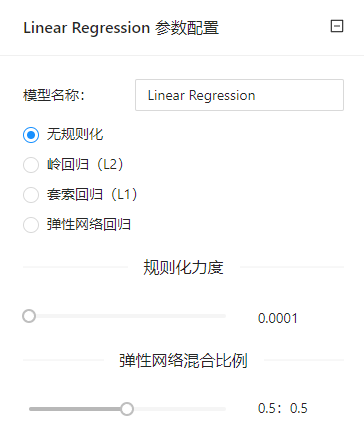 Linear Regression 参数配置
模型名称： Linear Regression
无规则化
岭回归（L2）
套索回归（L1）
弹性网络回归
规则化力度
0.0001
弹性网络混合比例
0.5：0.5